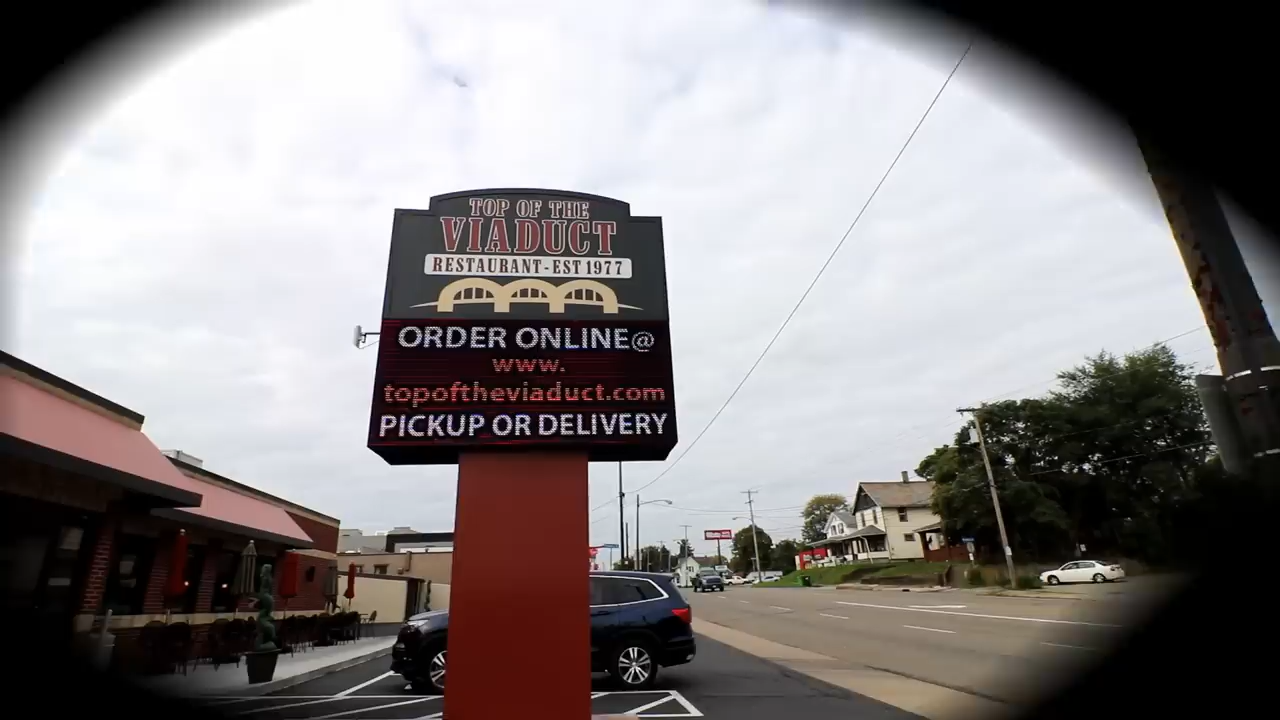 TOP OF THE
VIADUCT
RESTAURANT-EST 1977
ORDER ONLINE@
www.
topoftheviaduct.com
PICKUP OR DELIVERY